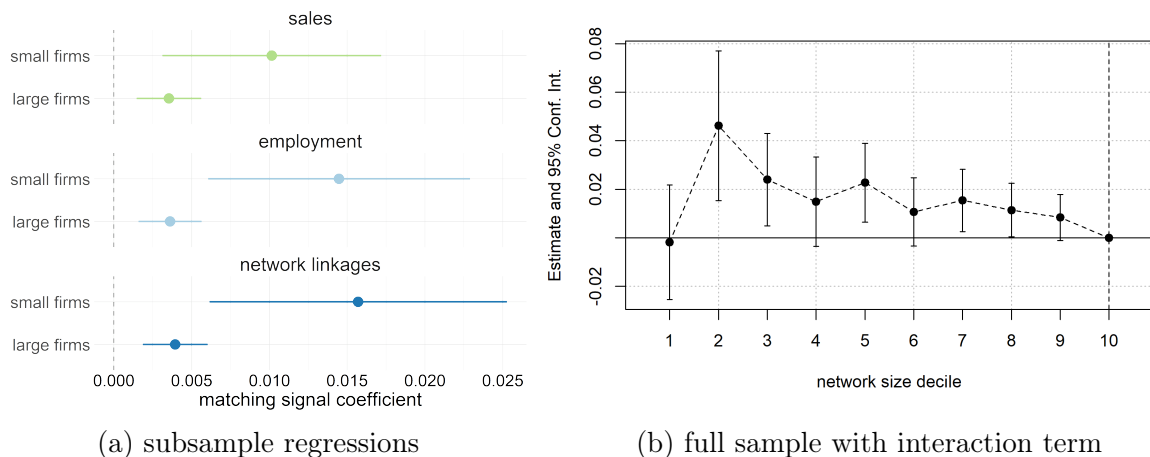 sales
small firms
large firms
employment
small firms
large firms
network linkages
small firms
large firms
0.000 0.005 0.010 0.015 0.020 0.025
matching signal coefficient
(a) subsample regressions
Estimate and 95% Conf. Int.
0.08
0.06
0.04
0.02
-0.02
1 2 3 4 5 6 7 8 9 10
network size decile
(b) full sample with interaction term